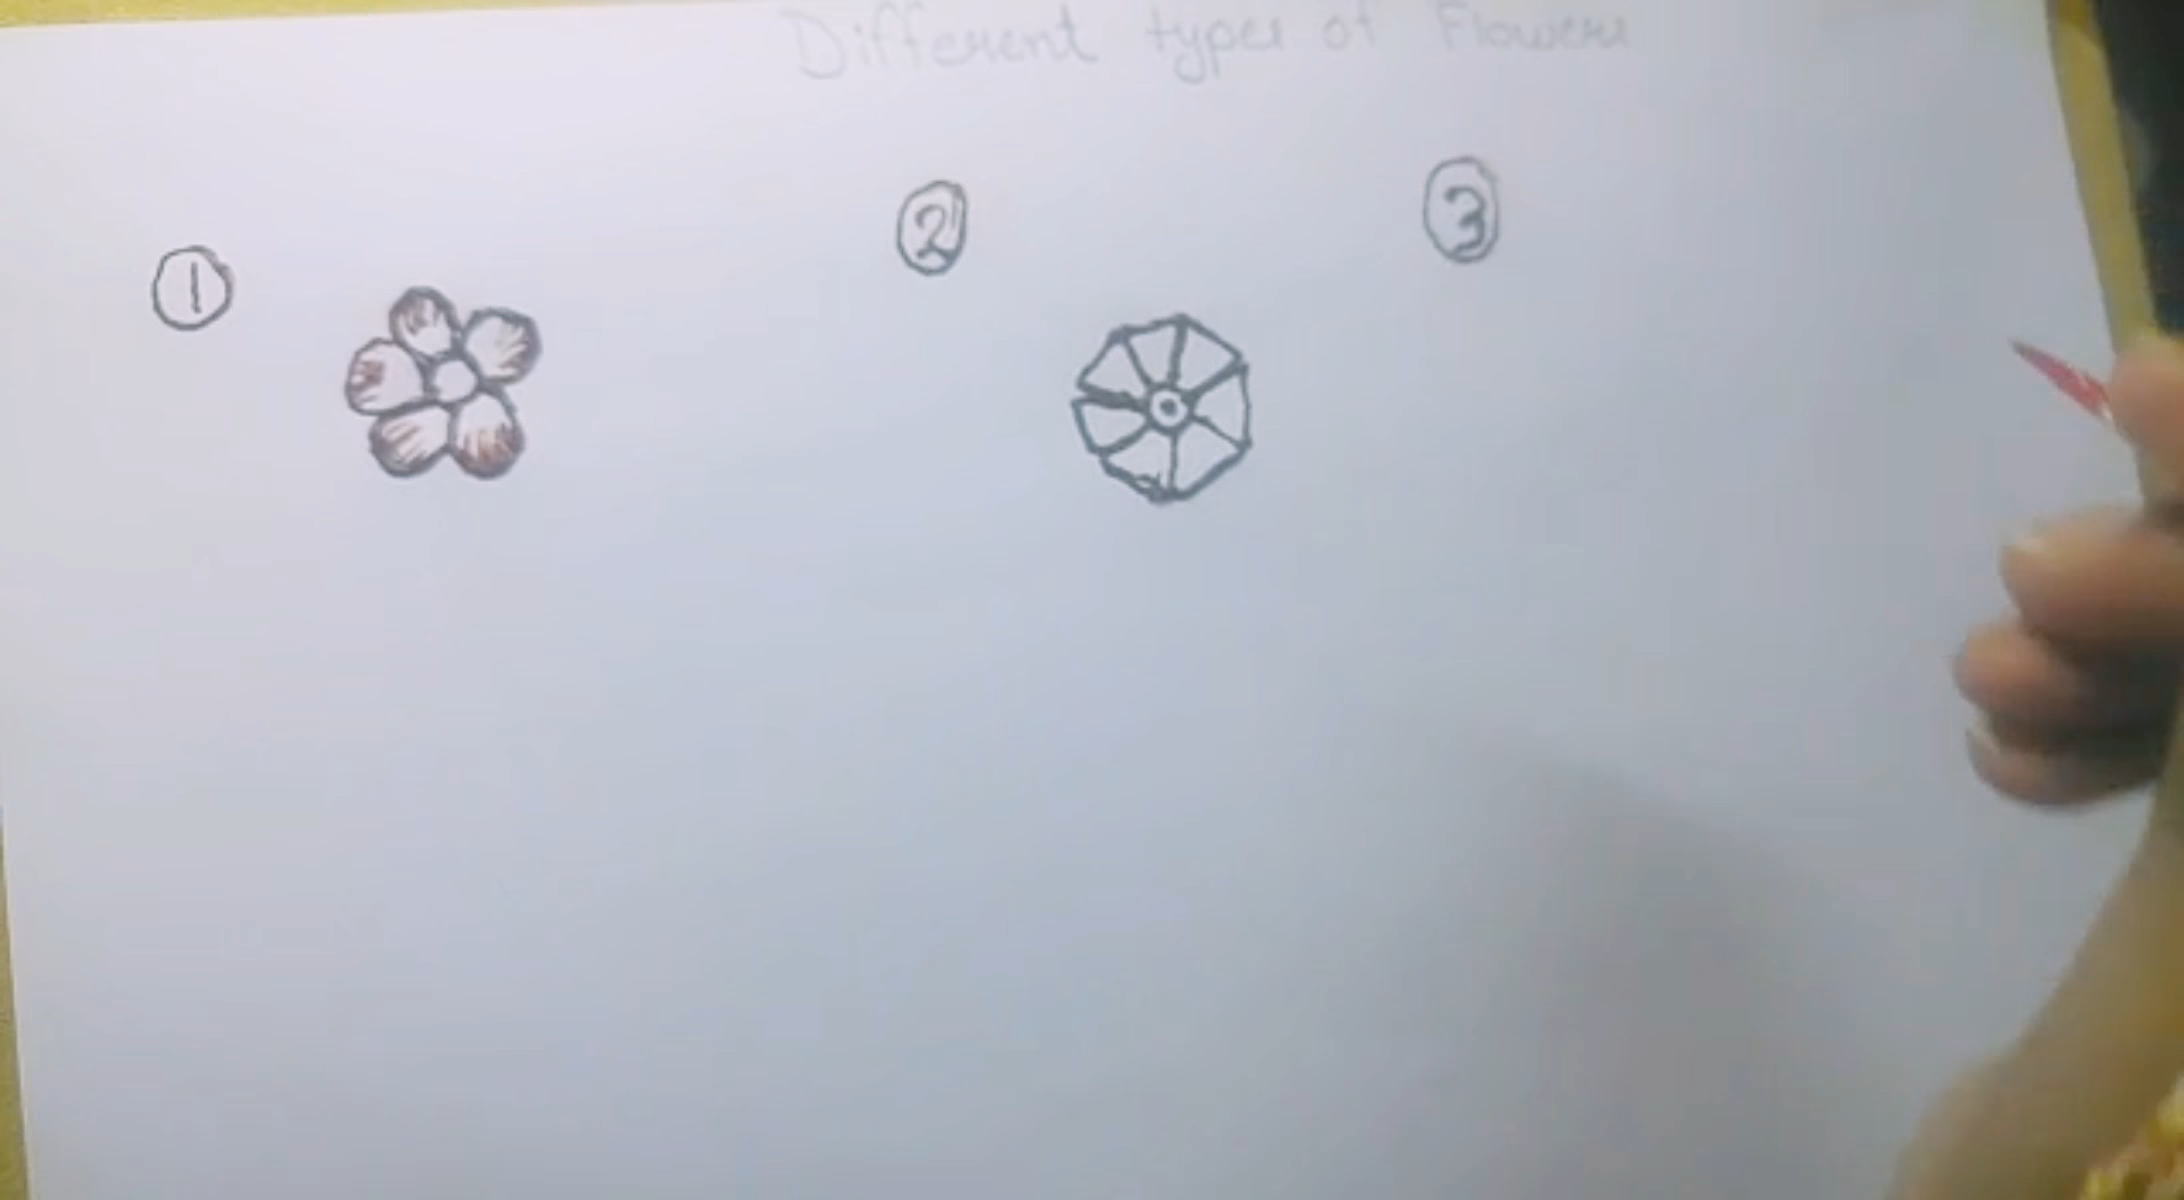 Different types of Flowers
① ② ③